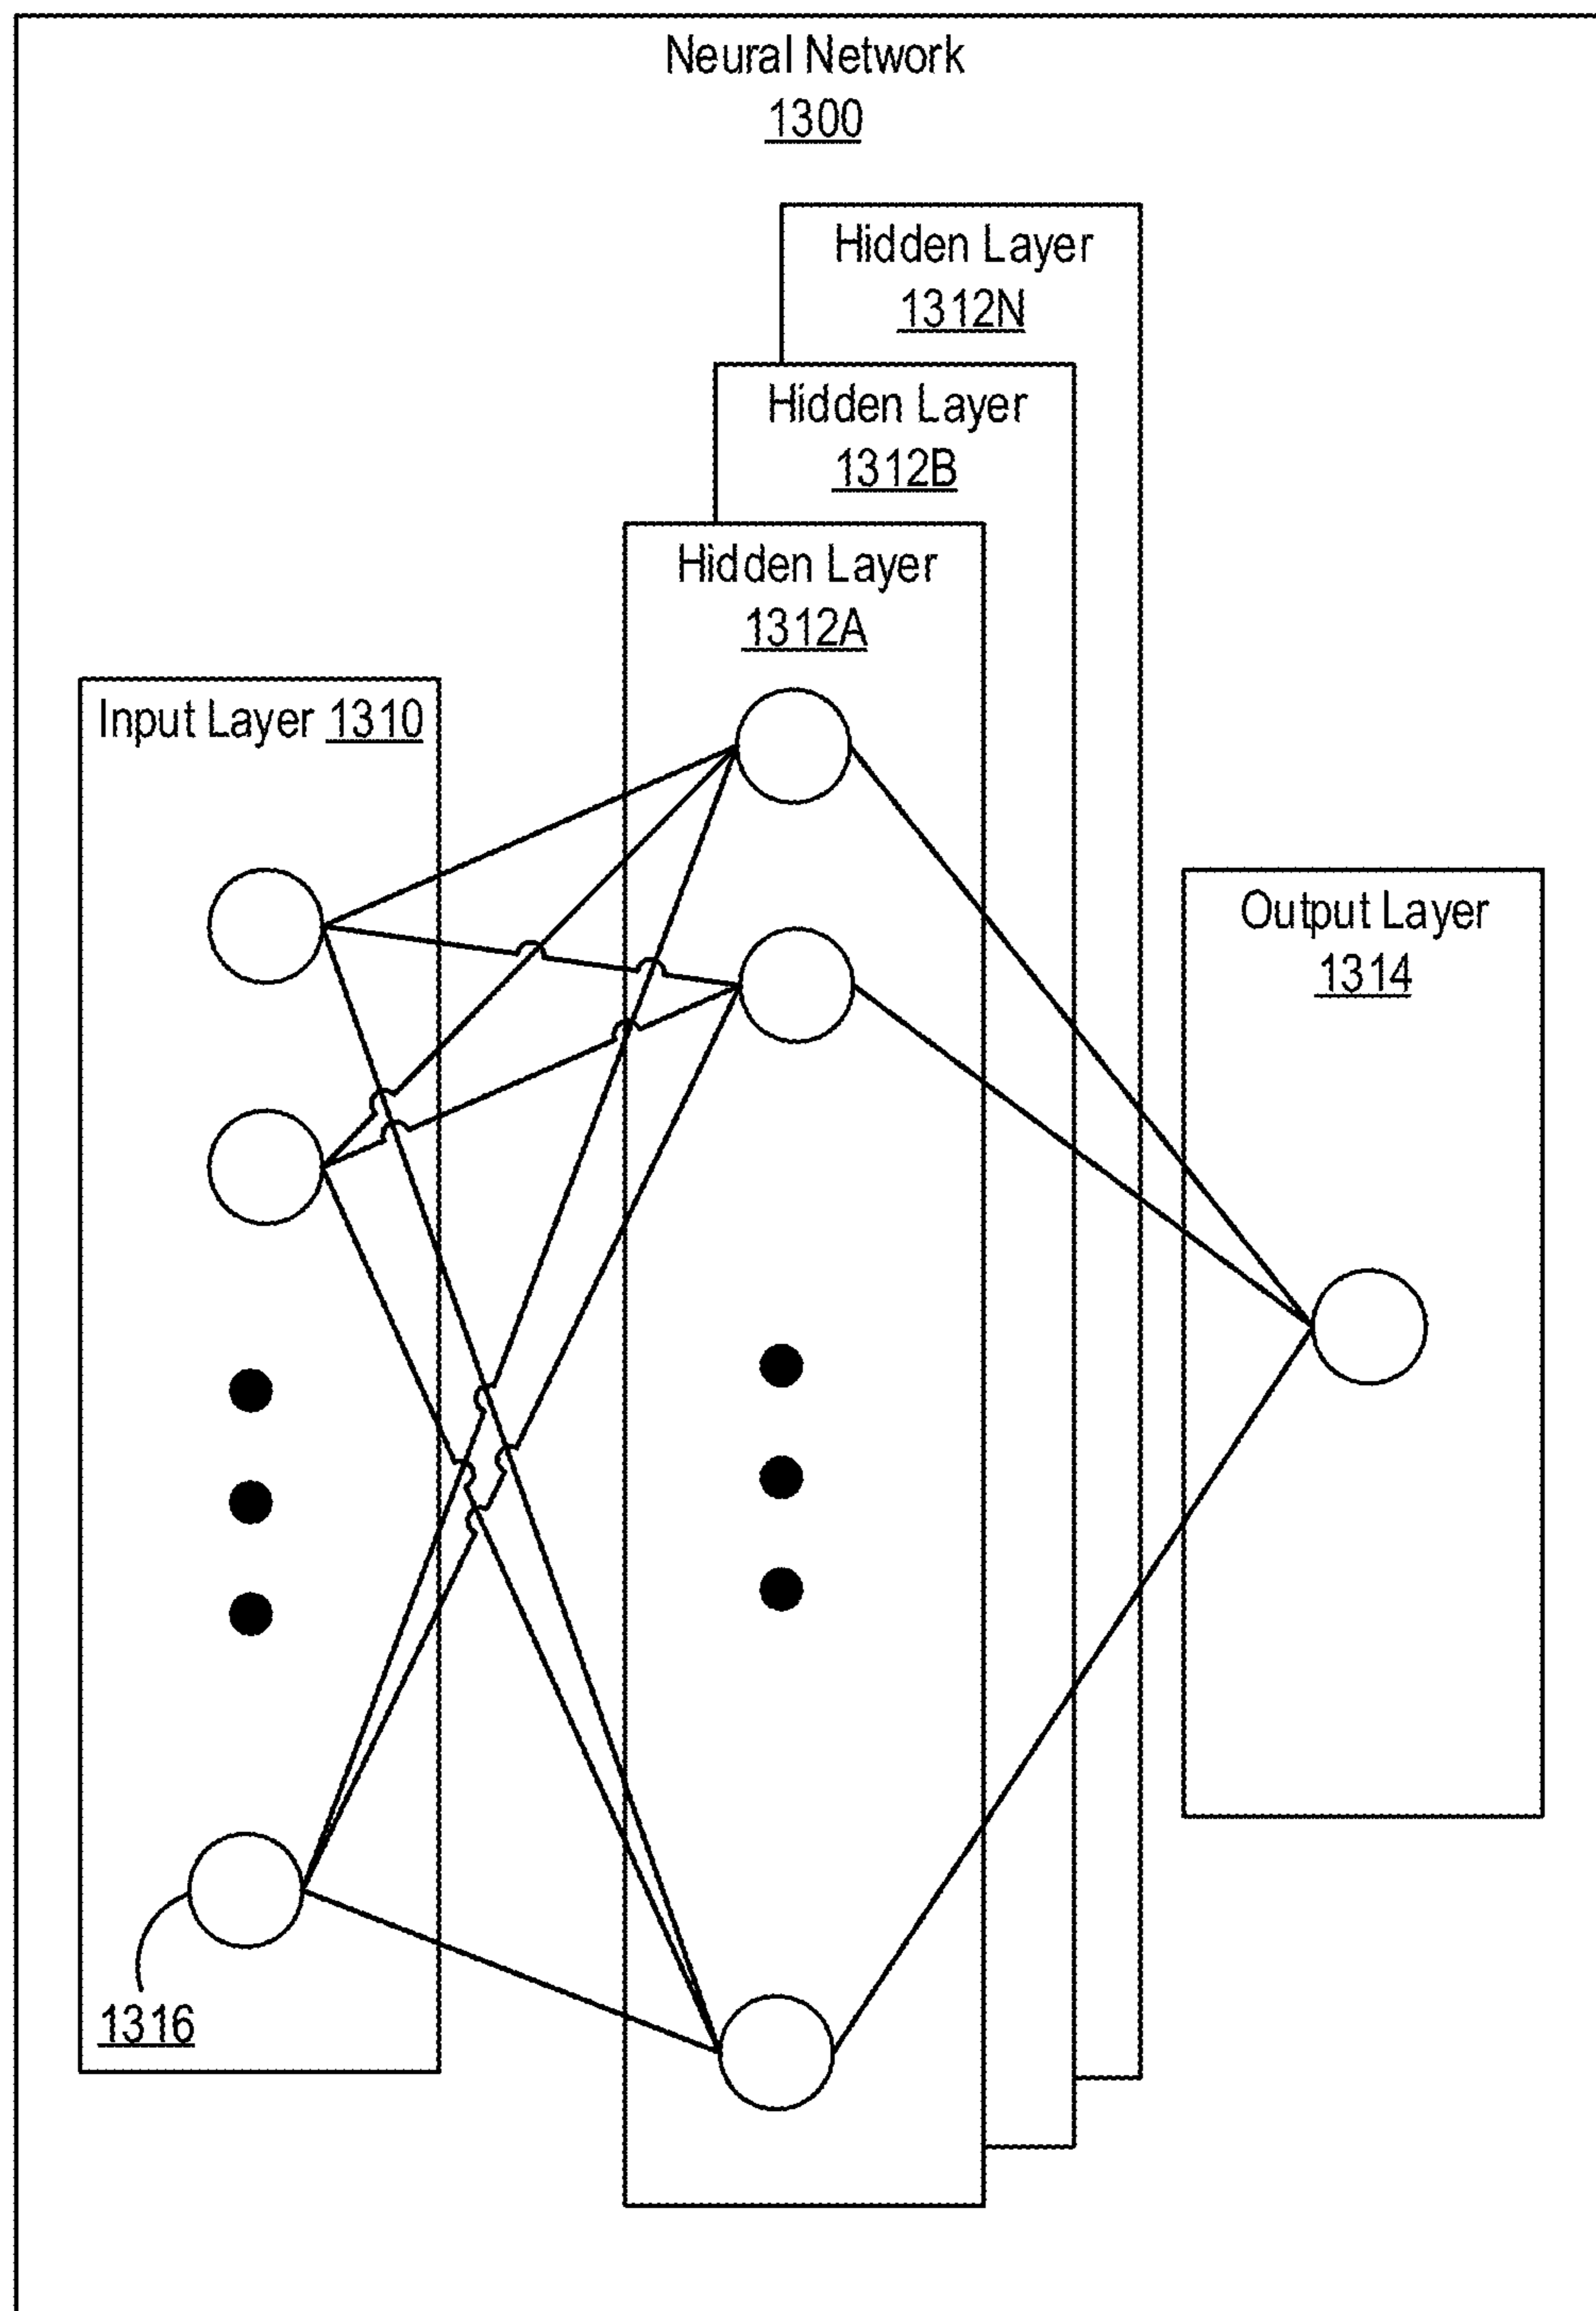 Neural Network
1300
Hidden Layer
1312N
Hidden Layer
1312B
Hidden Layer
1312A
Input Layer 1310
Output Layer
1314
1316